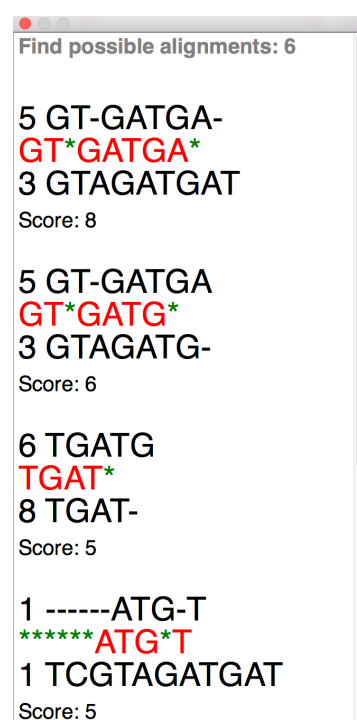 Find possible alignments: 6
5 GT-GATGA-
GT*GATGA*
3 GTAGATGAT
Score: 8
5 GT-GATGA
GT*GATG*
3 GTAGATG-
Score: 6
6 TGATG
TGAT*
8 TGAT-
Score: 5
1 ------ATG-T
******ATG*T
1 TCGTAGATGAT
Score: 5